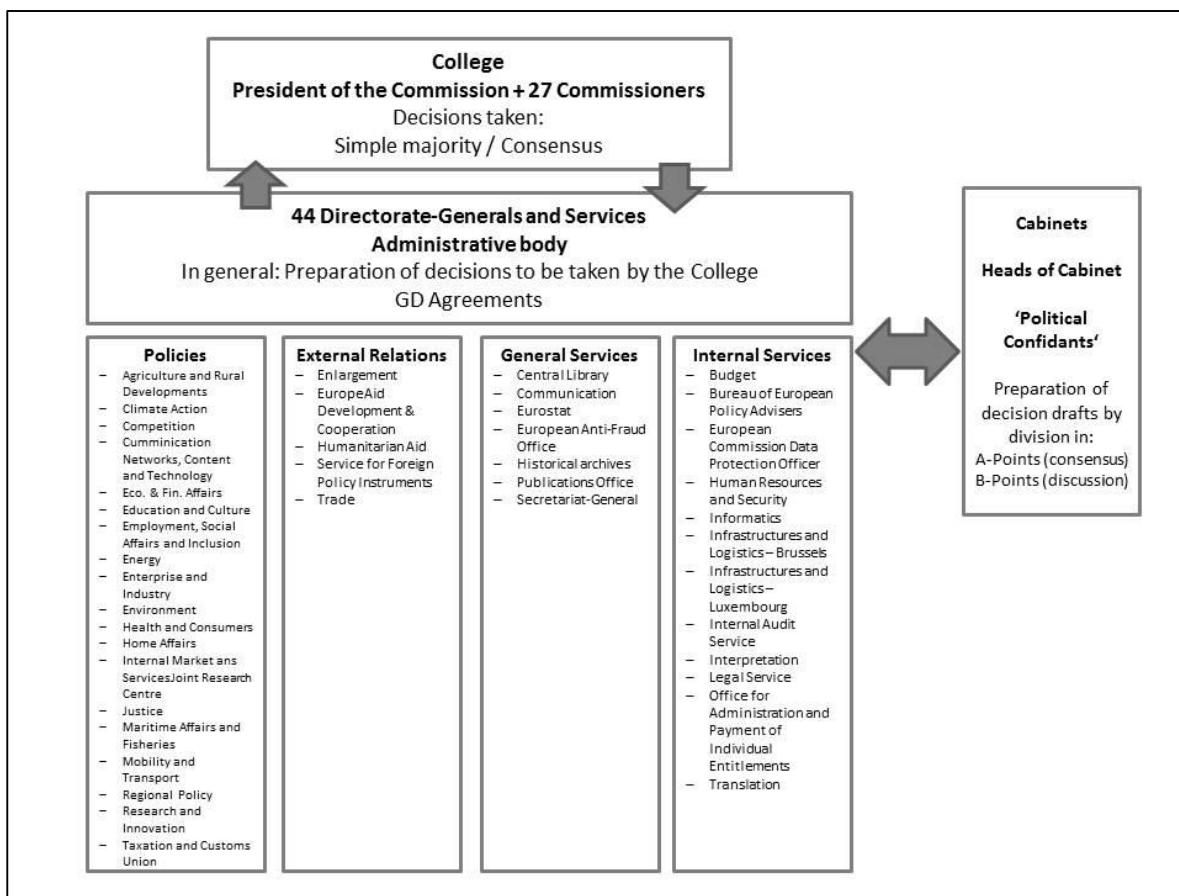 College
President of the Commission + 27 Commissioners
Decisions taken:
Simple majority / Consensus
44 Directorate-Generals and Services
Administrative body
In general: Preparation of decisions to be taken by the College
GD Agreements
Policies
– Agriculture and Rural
Developments
– Climate Action
– Competition
– Cumminication
Networks, Content
and Technology
– Eco. & Fin. Affairs
– Education and Culture
– Employment, Social
Affairs and Inclusion
– Energy
– Enterprise and
Industry
– Environment
– Health and Consumers
– Home Affairs
– Internal Market ans
ServicesJoint Research
Centre
– Justice
– Maritime Affairs and
Fisheries
– Mobility and
Transport
– Regional Policy
– Research and
Innovation
– Taxation and Customs
Union
External Relations
– Enlargement
– EuropeAid
Development &
Cooperation
– Humanitarian Aid
– Service for Foreign
Policy Instruments
– Trade
General Services
– Central Library
– Communication
– Eurostat
– European Anti-Fraud
Office
– Historical archives
– Publications Office
– Secretariat-General
Internal Services
– Budget
– Bureau of European
Policy Advisers
– European
Commission Data
Protection Officer
– Human Resources
and Security
– Informatics
– Infrastructures and
Logistics – Brussels
– Infrastructures and
Logistics –
Luxembourg
– Internal Audit
Service
– Interpretation
– Legal Service
– Office for
Administration and
Payment of
Individual
Entitlements
– Translation
Cabinets
Heads of Cabinet
‘Political
Confidants‘
Preparation of
decision drafts by
division in:
A-Points (consensus)
B-Points (discussion)